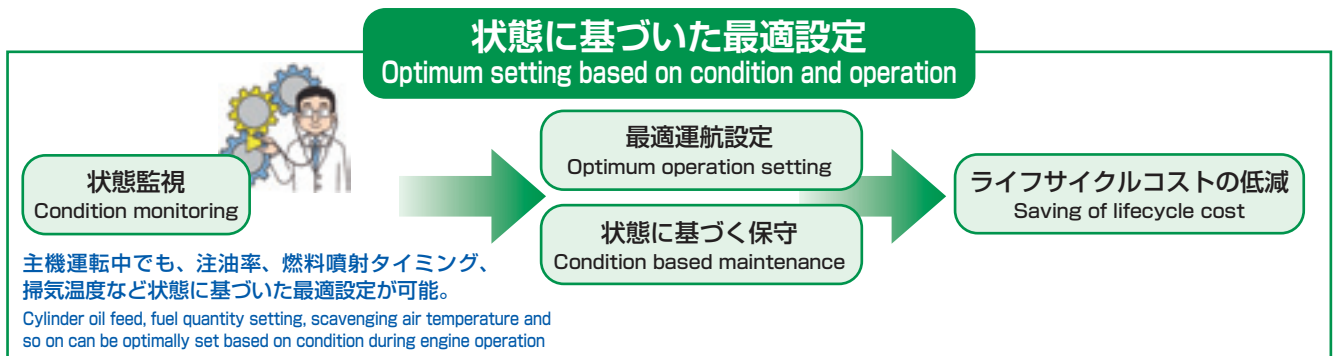 状態に基づいた最適設定
Optimum setting based on condition and operation
状態監視
Condition monitoring
最適運航設定
Optimum operation setting
状態に基づく保守
Condition based maintenance
ライフサイクルコストの低減
Saving of lifecycle cost
主機運転中でも、注油率、燃料噴射タイミング、
掃気温度など状態に基づいた最適設定が可能。
Cylinder oil feed, fuel quantity setting, scavenging air temperature and
so on can be optimally set based on condition during engine operation